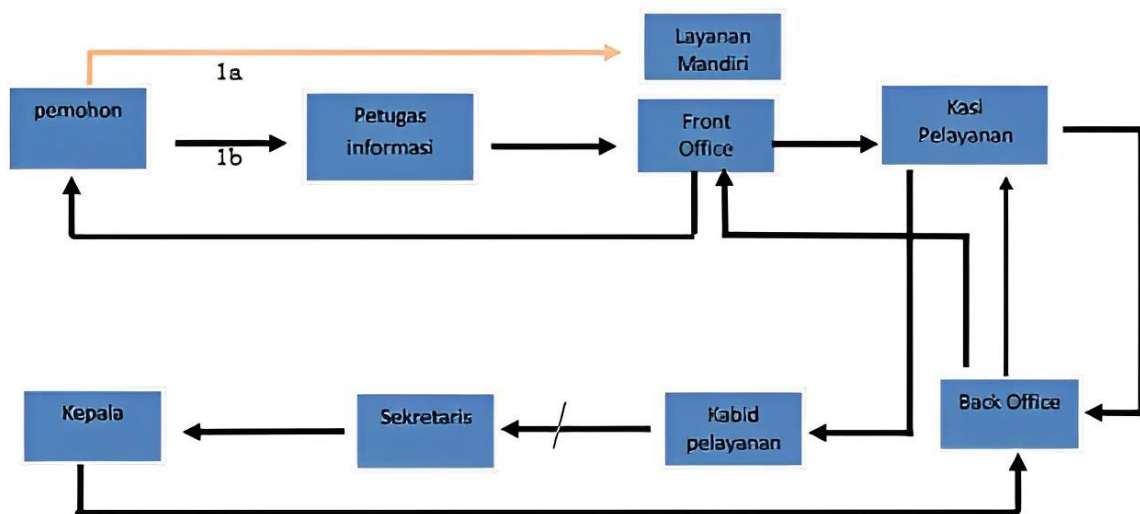 Layanan
Mandiri
1a
pemohon
1b
Petugas
informasi
Front
Office
Kasi
Pelayanan
Kepala
Sekretaris
Kabid
pelayanan
Back Office